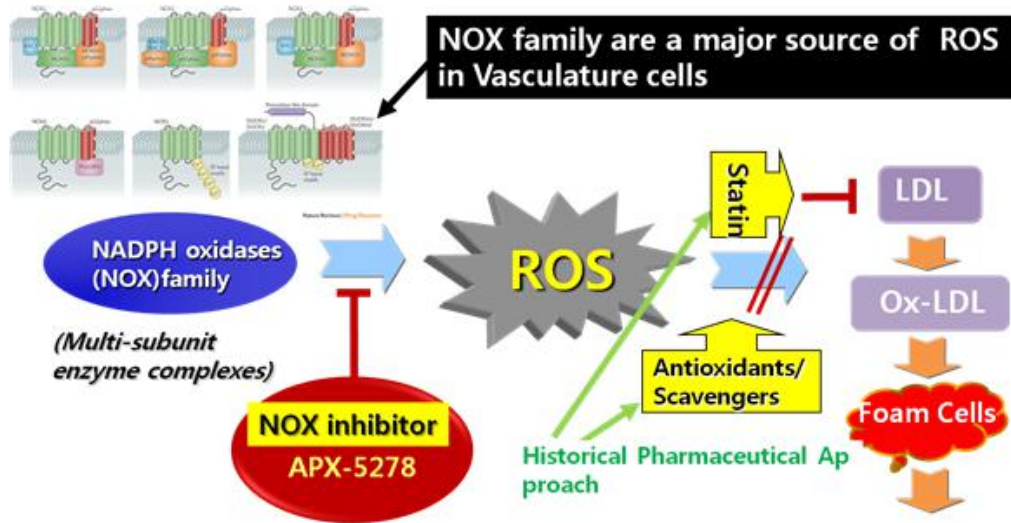 NOX family are a major source of ROS
in Vasculature cells
NADPH oxidases
(NOX)family
(Multi-subunit
enzyme complexes)
NOX inhibitor
APX-5278
ROS
Statin
Antioxidants/
Scavengers
Historical Pharmaceutical Ap
proach
LDL
Ox-LDL
Foam Cells